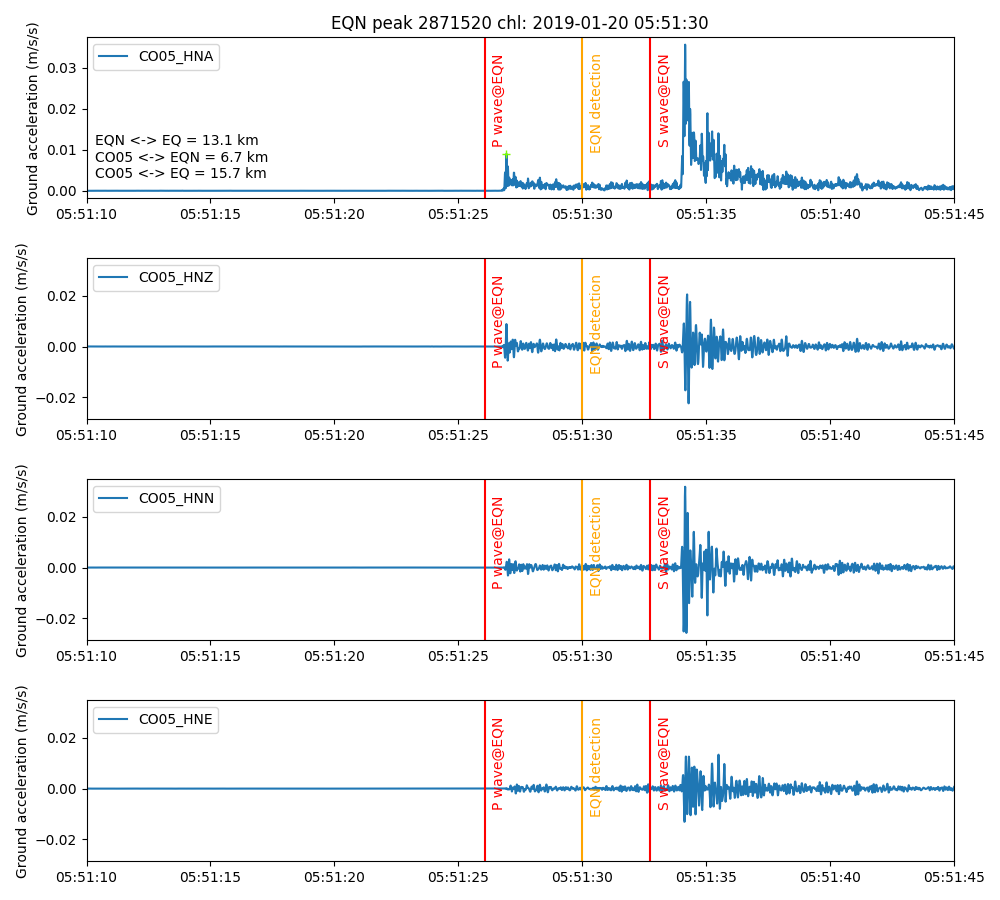 EQN peak 2871520 chl: 2019-01-20 05:51:30
Ground acceleration (m/s/s)
CO05_HNA
0.03
0.02
0.01
0.00
EQN <-> EQ = 13.1 km
CO05 <-> EQN = 6.7 km
CO05 <-> EQ = 15.7 km
P wave@EQN
EQN detection
S wave@EQN
05:51:10 05:51:15 05:51:20 05:51:25 05:51:30 05:51:35 05:51:40 05:51:45
Ground acceleration (m/s/s)
CO05_HNZ
0.02
0.00
−0.02
P wave@EQN
EQN detection
S wave@EQN
05:51:10 05:51:15 05:51:20 05:51:25 05:51:30 05:51:35 05:51:40 05:51:45
Ground acceleration (m/s/s)
CO05_HNN
0.02
0.00
−0.02
P wave@EQN
EQN detection
S wave@EQN
05:51:10 05:51:15 05:51:20 05:51:25 05:51:30 05:51:35 05:51:40 05:51:45
Ground acceleration (m/s/s)
CO05_HNE
0.02
0.00
−0.02
P wave@EQN
EQN detection
S wave@EQN
05:51:10 05:51:15 05:51:20 05:51:25 05:51:30 05:51:35 05:51:40 05:51:45